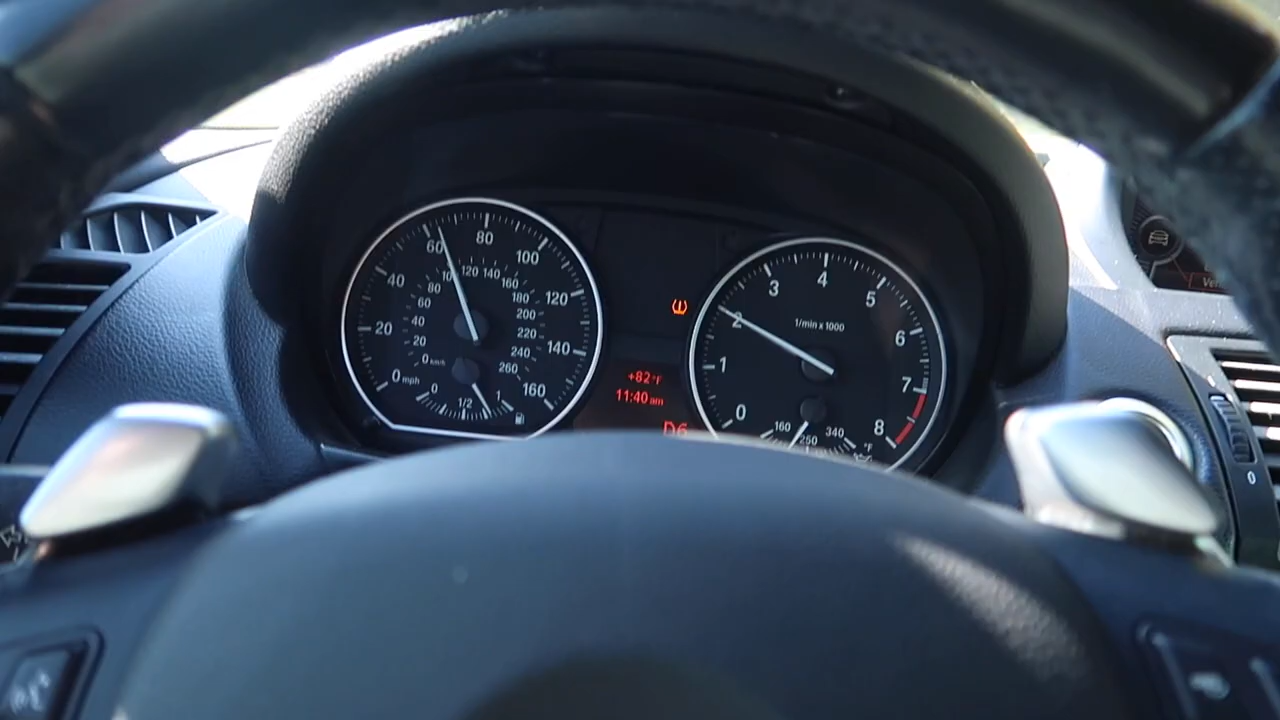 0 mph 20 40 60 80 100 120 140 160
0 km/h 20 40 60 80 100 120 140 160 180 200 220 240 260
0 1/2 1
+82°F
11:40 am
D6
0 1 2 3 4 5 6 7 8
1/min x 1000
160 250 340 °F
0